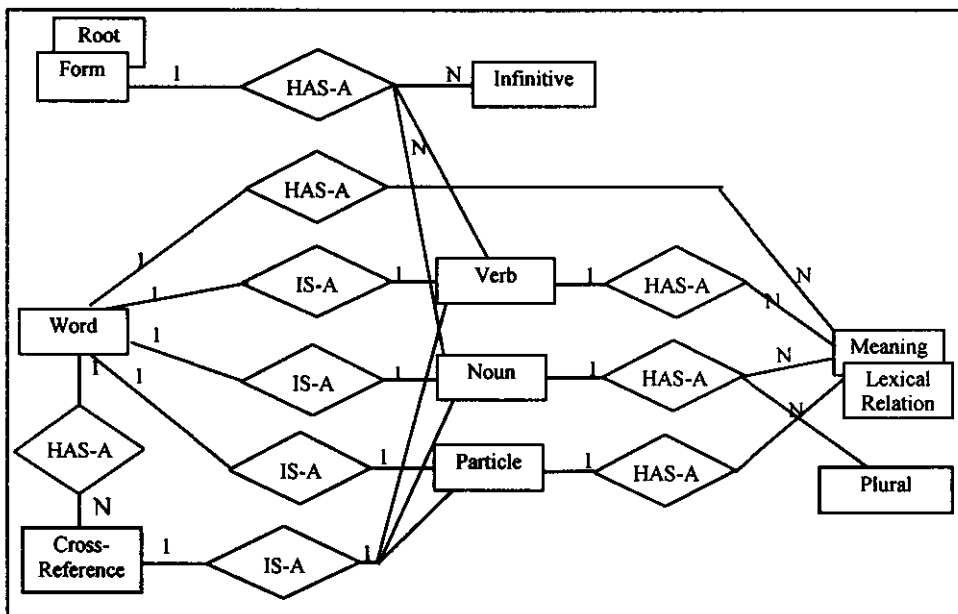 Root
Form
1
HAS-A
N
Infinitive
N
HAS-A
1
N
1
IS-A
1
Verb
1
HAS-A
N
Word
1
IS-A
1
Noun
1
HAS-A
N
Meaning
Lexical
Relation
N
1
1
HAS-A
IS-A
1
Particle
1
HAS-A
Plural
N
Cross-
Reference
1
IS-A
1